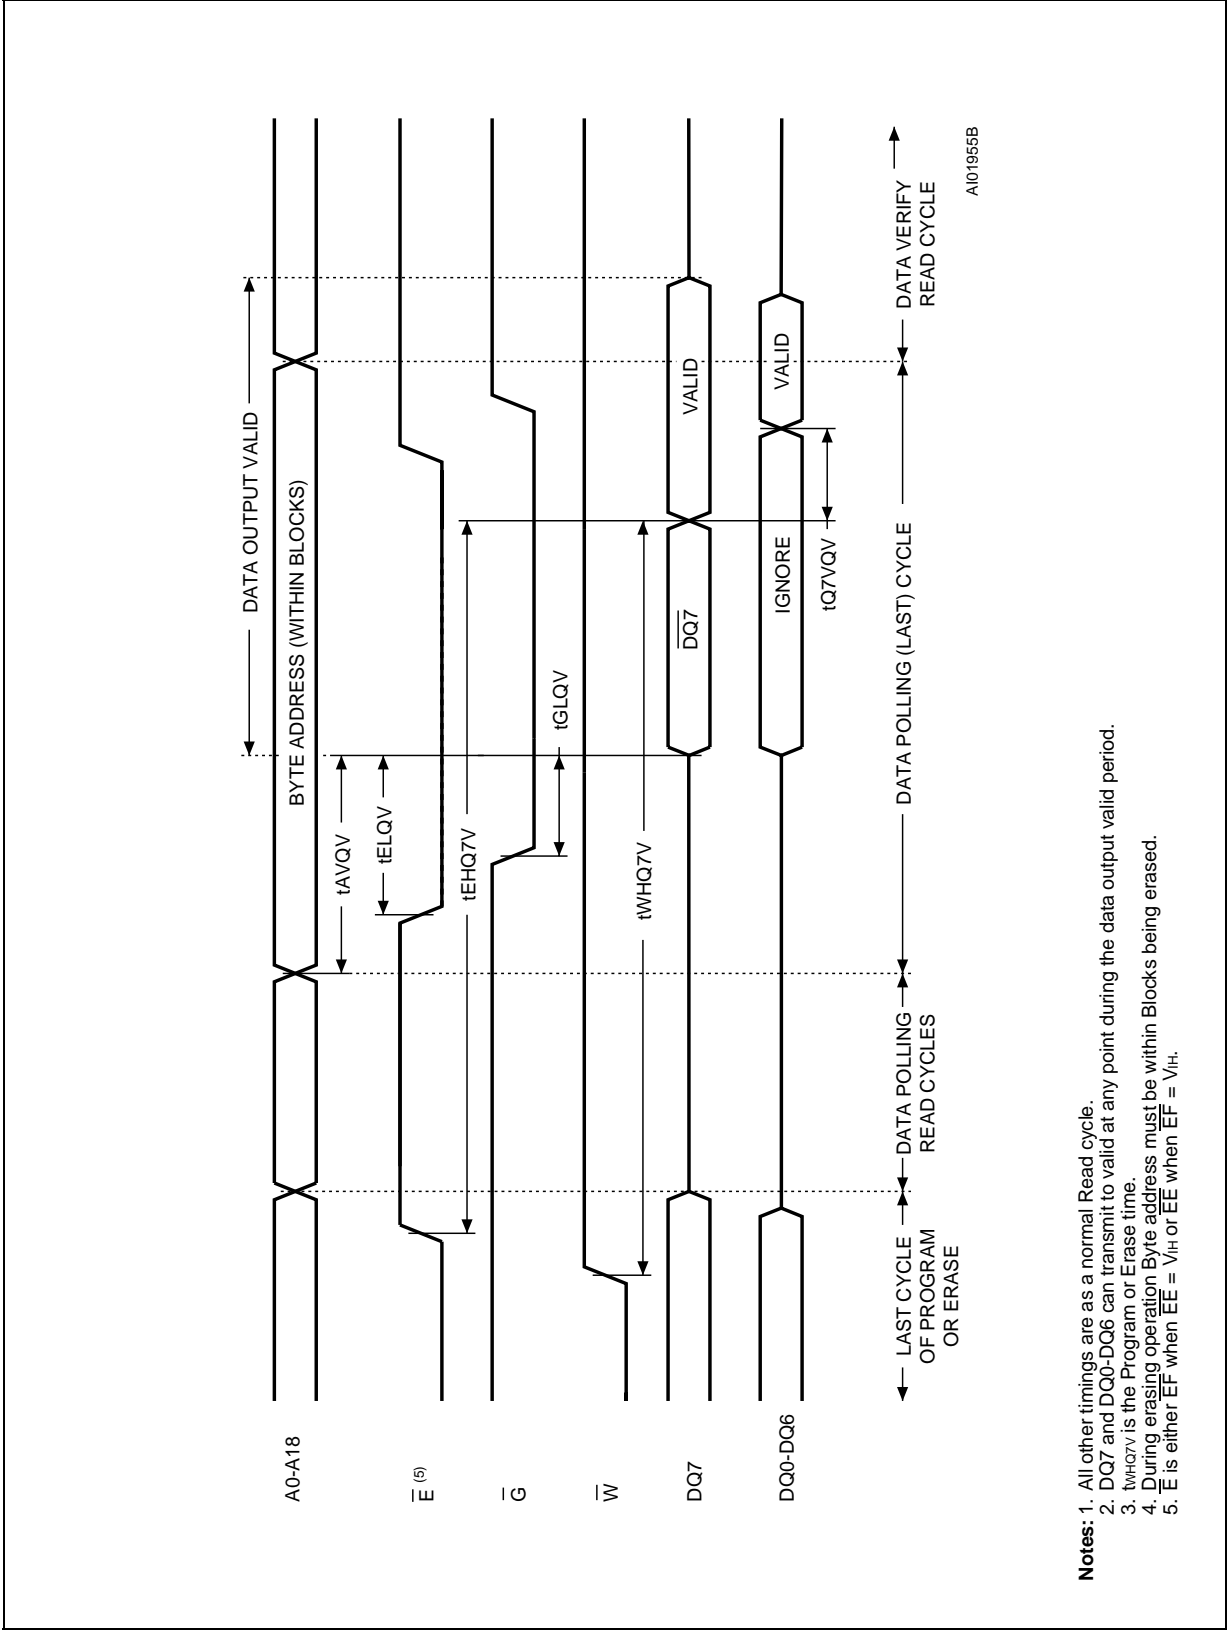 DATA OUTPUT VALID
A0-A18
BYTE ADDRESS (WITHIN BLOCKS)
tAVQV
tELQV
E (5)
tEHQ7V
G
tGLQV
W
tWHQ7V
DQ7
DQ7
VALID
DQ0-DQ6
IGNORE
VALID
tQ7VQV
LAST CYCLE
OF PROGRAM
OR ERASE
DATA POLLING
READ CYCLES
DATA POLLING (LAST) CYCLE
DATA VERIFY
READ CYCLE
AI01955B
Notes: 1. All other timings are as a normal Read cycle.
2. DQ7 and DQ0-DQ6 can transmit to valid at any point during the data output valid period.
3. tWHQ7V is the Program or Erase time.
4. During erasing operation Byte address must be within Blocks being erased.
5. E is either EF when EE = VIH or EE when EF = VIH.